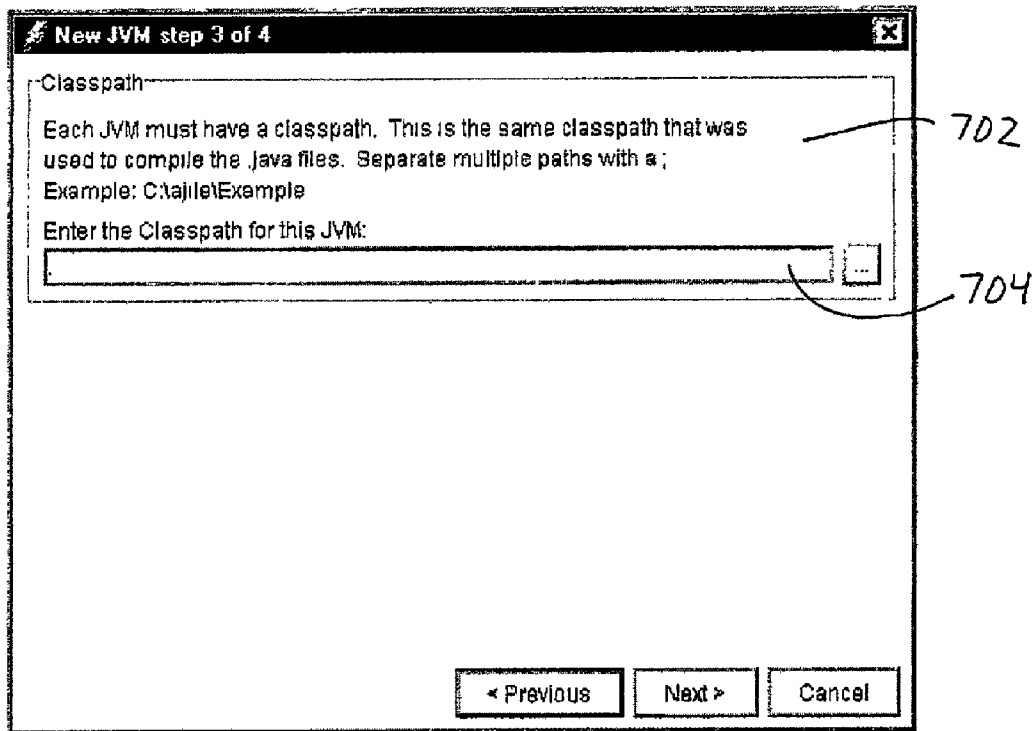 New JVM step 3 of 4
Classpath
Each JVM must have a classpath. This is the same classpath that was
used to compile the .java files. Separate multiple paths with a ;
Example: C:\ajile\Example
Enter the Classpath for this JVM:
.
...
< Previous
Next >
Cancel
702
704